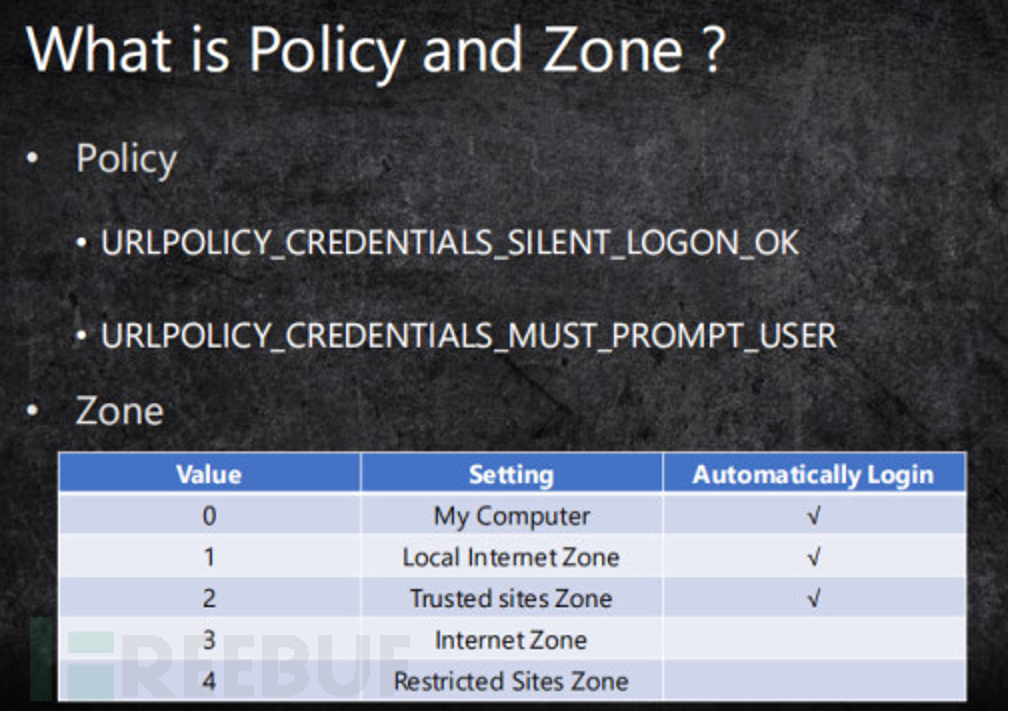 What is Policy and Zone ?
• Policy
• URLPOLICY_CREDENTIALS_SILENT_LOGON_OK
• URLPOLICY_CREDENTIALS_MUST_PROMPT_USER
• Zone
Value Setting Automatically Login
0 My Computer √
1 Local Internet Zone √
2 Trusted sites Zone √
3 Internet Zone
4 Restricted Sites Zone
REEBUF